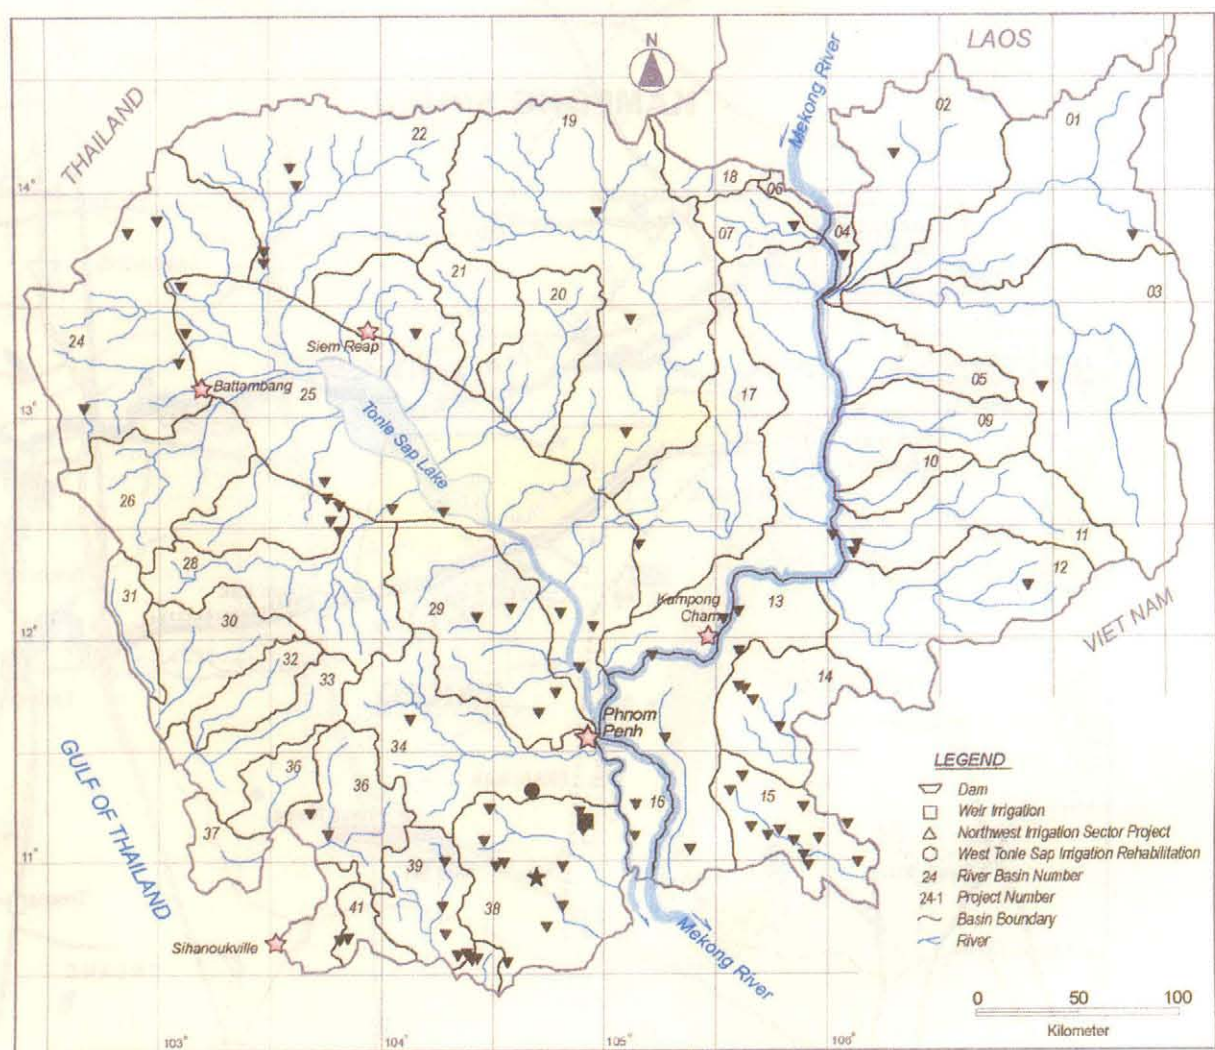 N
LAOS
THAILAND
Mekong River
02
01
22
19
14°
18
06
07
04
21
20
03
24
Siem Reap
Battambang
25
17
05
13°
Tonle Sap Lake
09
10
26
11
28
12
31
29
Kampong
Cham
13
VIET NAM
12°
30
32
33
14
34
Phnom
Penh
GULF OF THAILAND
36
36
16
15
37
11°
39
38
41
Sihanoukville
Mekong River
LEGEND
Dam
Weir Irrigation
Northwest Irrigation Sector Project
West Tonle Sap Irrigation Rehabilitation
24 River Basin Number
24-1 Project Number
Basin Boundary
River
0 50 100
Kilometer
103°
104°
105°
106°